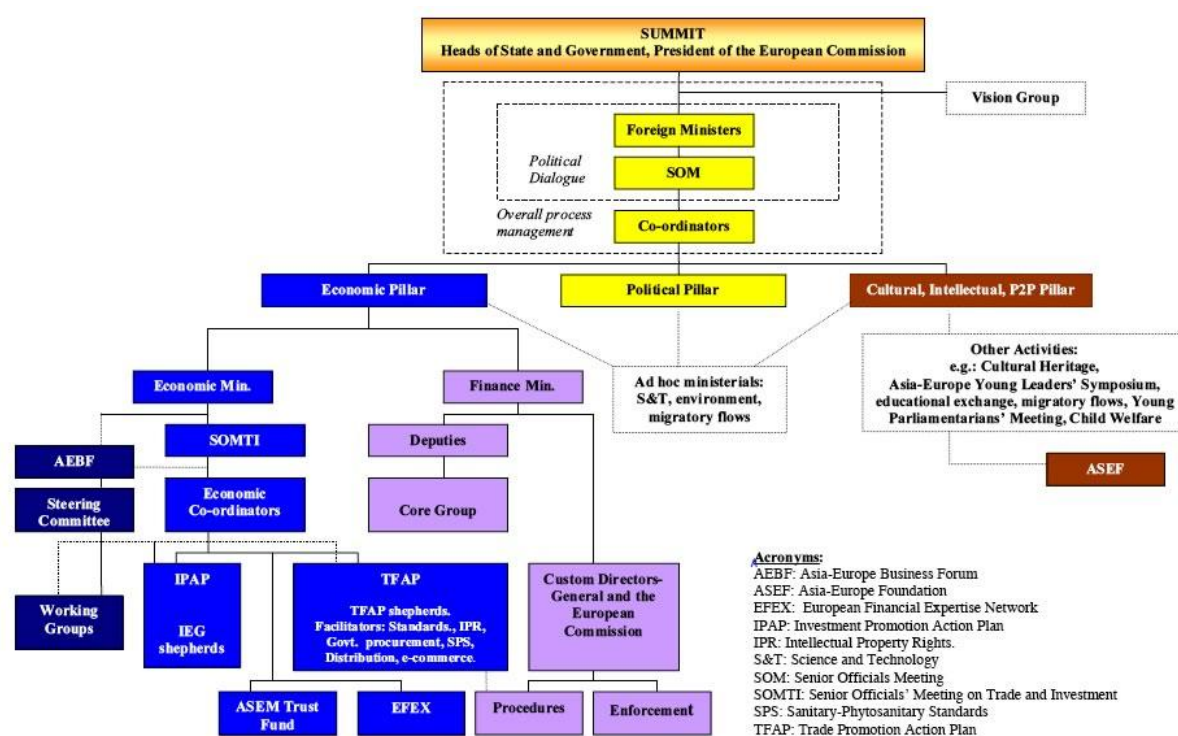 SUMMIT
Heads of State and Government, President of the European Commission
Vision Group
Foreign Ministers
Political
Dialogue
SOM
Overall process
management
Co-ordinators
Economic Pillar
Political Pillar
Cultural, Intellectual, P2P Pillar
Economic Min.
Finance Min.
Ad hoc ministerials:
S&T, environment,
migratory flows
Other Activities:
e.g.: Cultural Heritage,
Asia-Europe Young Leaders' Symposium,
educational exchange, migratory flows, Young
Parliamentarians' Meeting, Child Welfare
SOMTI
Deputies
AEBF
ASEF
Steering
Committee
Economic
Co-ordinators
Core Group
Working
Groups
IPAP
IEG
shepherds
TFAP
TFAP shepherds.
Facilitators: Standards., IPR,
Govt. procurement, SPS,
Distribution, e-commerce.
Custom Directors-
General and the
European
Commission
ASEM Trust
Fund
EFEX
Procedures
Enforcement
Acronyms:
AEBF: Asia-Europe Business Forum
ASEF: Asia-Europe Foundation
EFEX: European Financial Expertise Network
IPAP: Investment Promotion Action Plan
IPR: Intellectual Property Rights.
S&T: Science and Technology
SOM: Senior Officials Meeting
SOMTI: Senior Officials' Meeting on Trade and Investment
SPS: Sanitary-Phytosanitary Standards
TFAP: Trade Promotion Action Plan